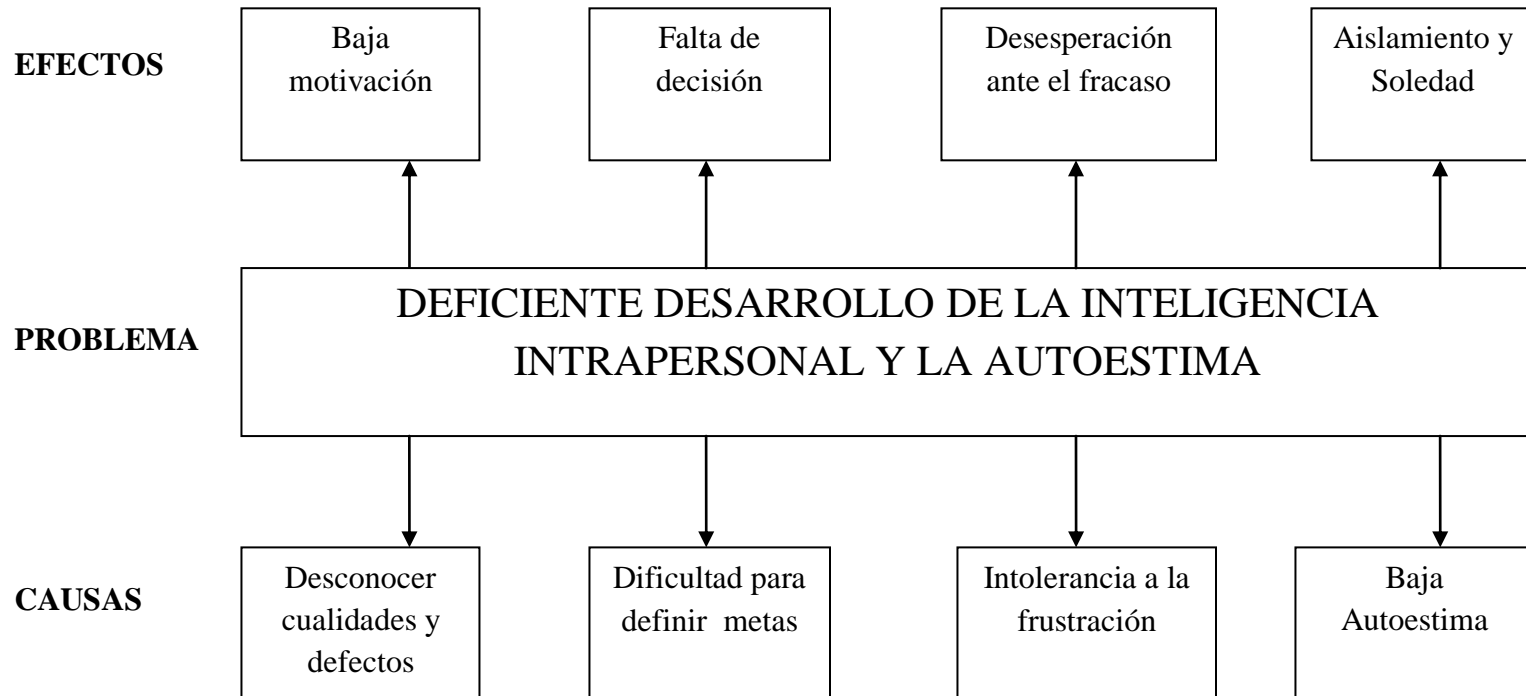 EFECTOS
Baja
motivación
Falta de
decisión
Desesperación
ante el fracaso
Aislamiento y
Soledad
PROBLEMA
DEFICIENTE DESARROLLO DE LA INTELIGENCIA
INTRAPERSONAL Y LA AUTOESTIMA
CAUSAS
Desconocer
cualidades y
defectos
Dificultad para
definir metas
Intolerancia a la
frustración
Baja
Autoestima